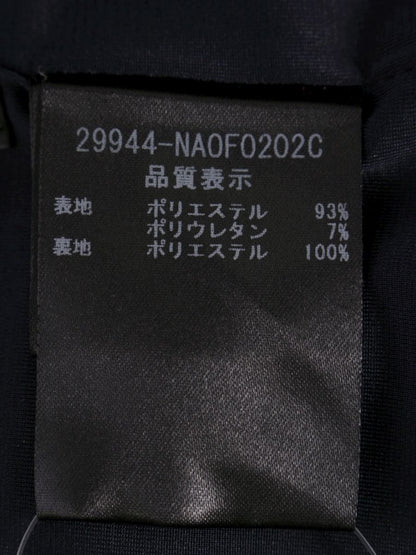 29944-NA0F0202C
品質表示
表地 ポリエステル 93%
ポリウレタン 7%
裏地 ポリエステル 100%